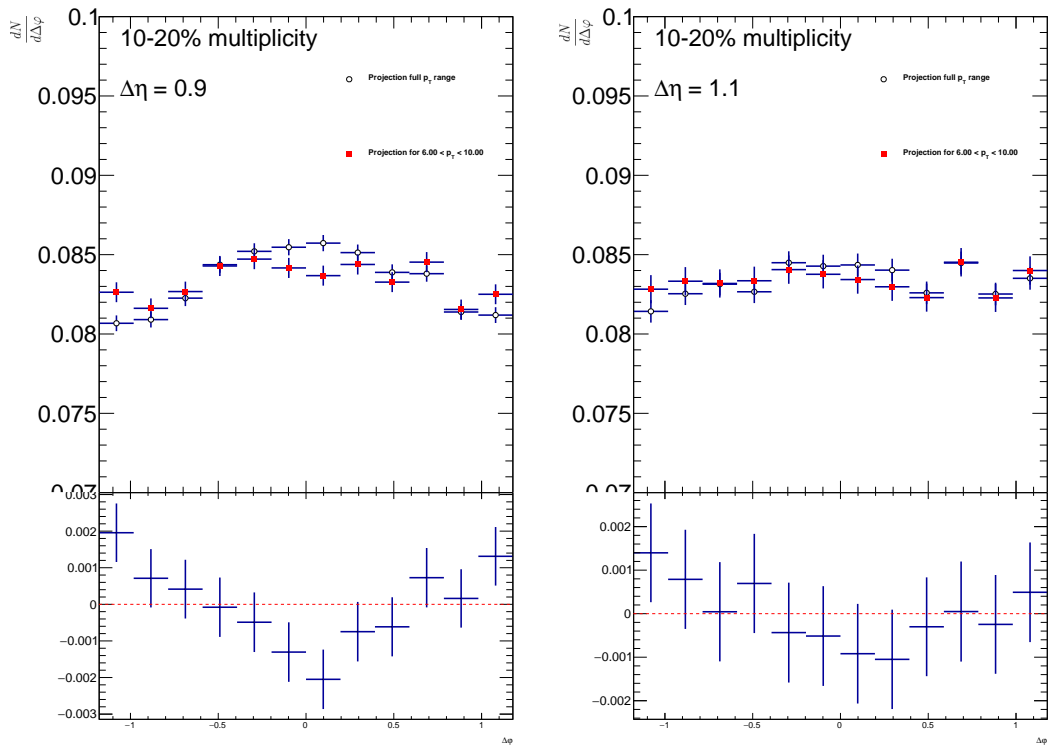 dN
dΔφ
0.1
10-20% multiplicity
Projection full p_T range
Δη = 0.9
0.095
0.09
Projection for 6.00 < p_T < 10.00
0.085
0.08
0.075
0.07
0.003
0.002
0.001
0
−0.001
−0.002
−0.003
−1
−0.5
0
0.5
1
Δφ
dN
dΔφ
0.1
10-20% multiplicity
Projection full p_T range
Δη = 1.1
0.095
0.09
Projection for 6.00 < p_T < 10.00
0.085
0.08
0.075
0.07
0.002
0.001
0
−0.001
−0.002
−1
−0.5
0
0.5
1
Δφ